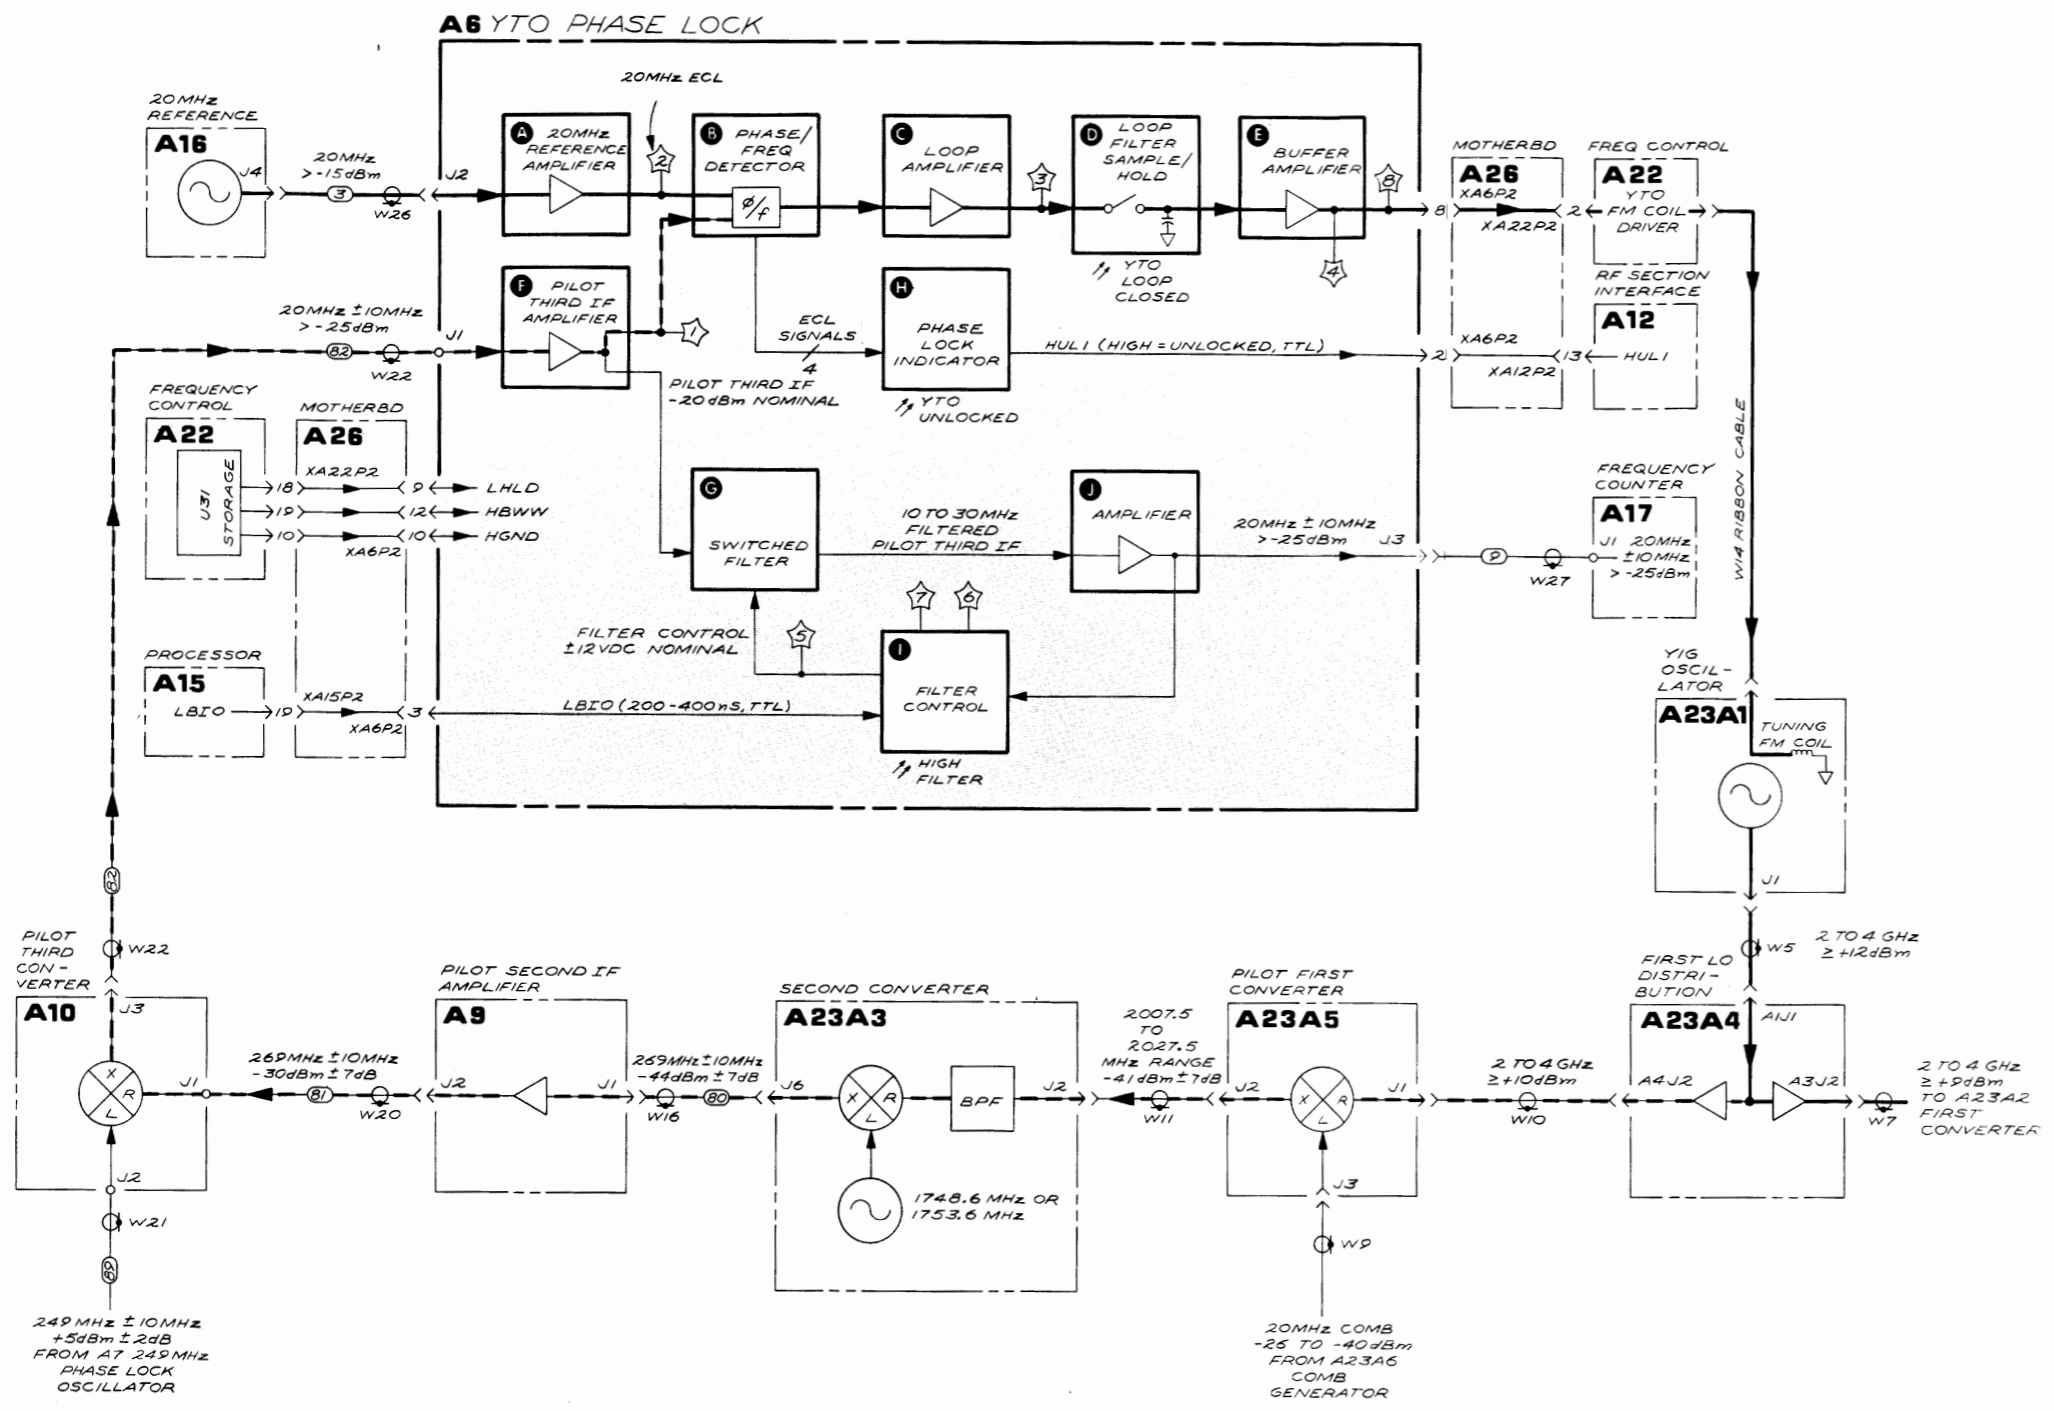 A6 YTO PHASE LOCK
20MHz ECL
20MHz
REFERENCE
A16
J4
20MHz
>-15dBm
3
W26
J2
A
20MHz
REFERENCE
AMPLIFIER
2
B
PHASE/
FREQ
DETECTOR
ø/f
C
LOOP
AMPLIFIER
3
D
LOOP
FILTER
SAMPLE/
HOLD
YTO
LOOP
CLOSED
E
BUFFER
AMPLIFIER
4
8
8
MOTHERBD
A26
XA6P2
XA22P2
2
FREQ CONTROL
A22
YTO
FM COIL
DRIVER
RF SECTION
INTERFACE
A12
HUL1
20MHz ±10MHz
>-25dBm
82
W22
J1
F
PILOT
THIRD IF
AMPLIFIER
1
PILOT THIRD IF
-20dBm NOMINAL
ECL
SIGNALS
4
H
PHASE
LOCK
INDICATOR
YTO
UNLOCKED
HUL1 (HIGH = UNLOCKED, TTL)
2
XA6P2
XA12P2
13
FREQUENCY
CONTROL
A22
U31
STORAGE
MOTHERBD
A26
XA22P2
18
9
LHLD
19
12
HBWW
10
10
HGND
XA6P2
G
SWITCHED
FILTER
10 TO 30MHz
FILTERED
PILOT THIRD IF
J
AMPLIFIER
20MHz ±10MHz
>-25dBm
J3
9
W27
FREQUENCY
COUNTER
A17
J1 20MHz
±10MHz
>-25dBm
W14 RIBBON CABLE
7
6
5
FILTER CONTROL
±12VDC NOMINAL
I
FILTER
CONTROL
HIGH
FILTER
PROCESSOR
A15
LBIO
19
XA15P2
XA6P2
3
LBIO (200-400nS, TTL)
YIG
OSCIL-
LATOR
A23A1
TUNING
FM COIL
J1
W5
2 TO 4 GHz
≥+12dBm
82
W22
PILOT
THIRD
CON-
VERTER
A10
J3
X
R
L
J1
J2
W21
89
249MHz ±10MHz
+5dBm ±2dB
FROM A7 249MHz
PHASE LOCK
OSCILLATOR
269MHz ±10MHz
-30dBm ±7dB
81
W20
PILOT SECOND IF
AMPLIFIER
A9
J2
J1
269MHz ±10MHz
-44dBm ±7dB
W16
80
SECOND CONVERTER
A23A3
J6
X
R
L
BPF
J2
1748.6 MHz OR
1753.6 MHz
2007.5
TO
2027.5
MHz RANGE
-41dBm ±7dB
W11
PILOT FIRST
CONVERTER
A23A5
J2
X
R
L
J1
J3
W9
20MHz COMB
-26 TO -40dBm
FROM A23A6
COMB
GENERATOR
2 TO 4 GHz
≥+10dBm
W10
FIRST LO
DISTRI-
BUTION
A23A4
A1J1
A4J2
A3J2
W7
2 TO 4 GHz
≥+9dBm
TO A23A2
FIRST
CONVERTER